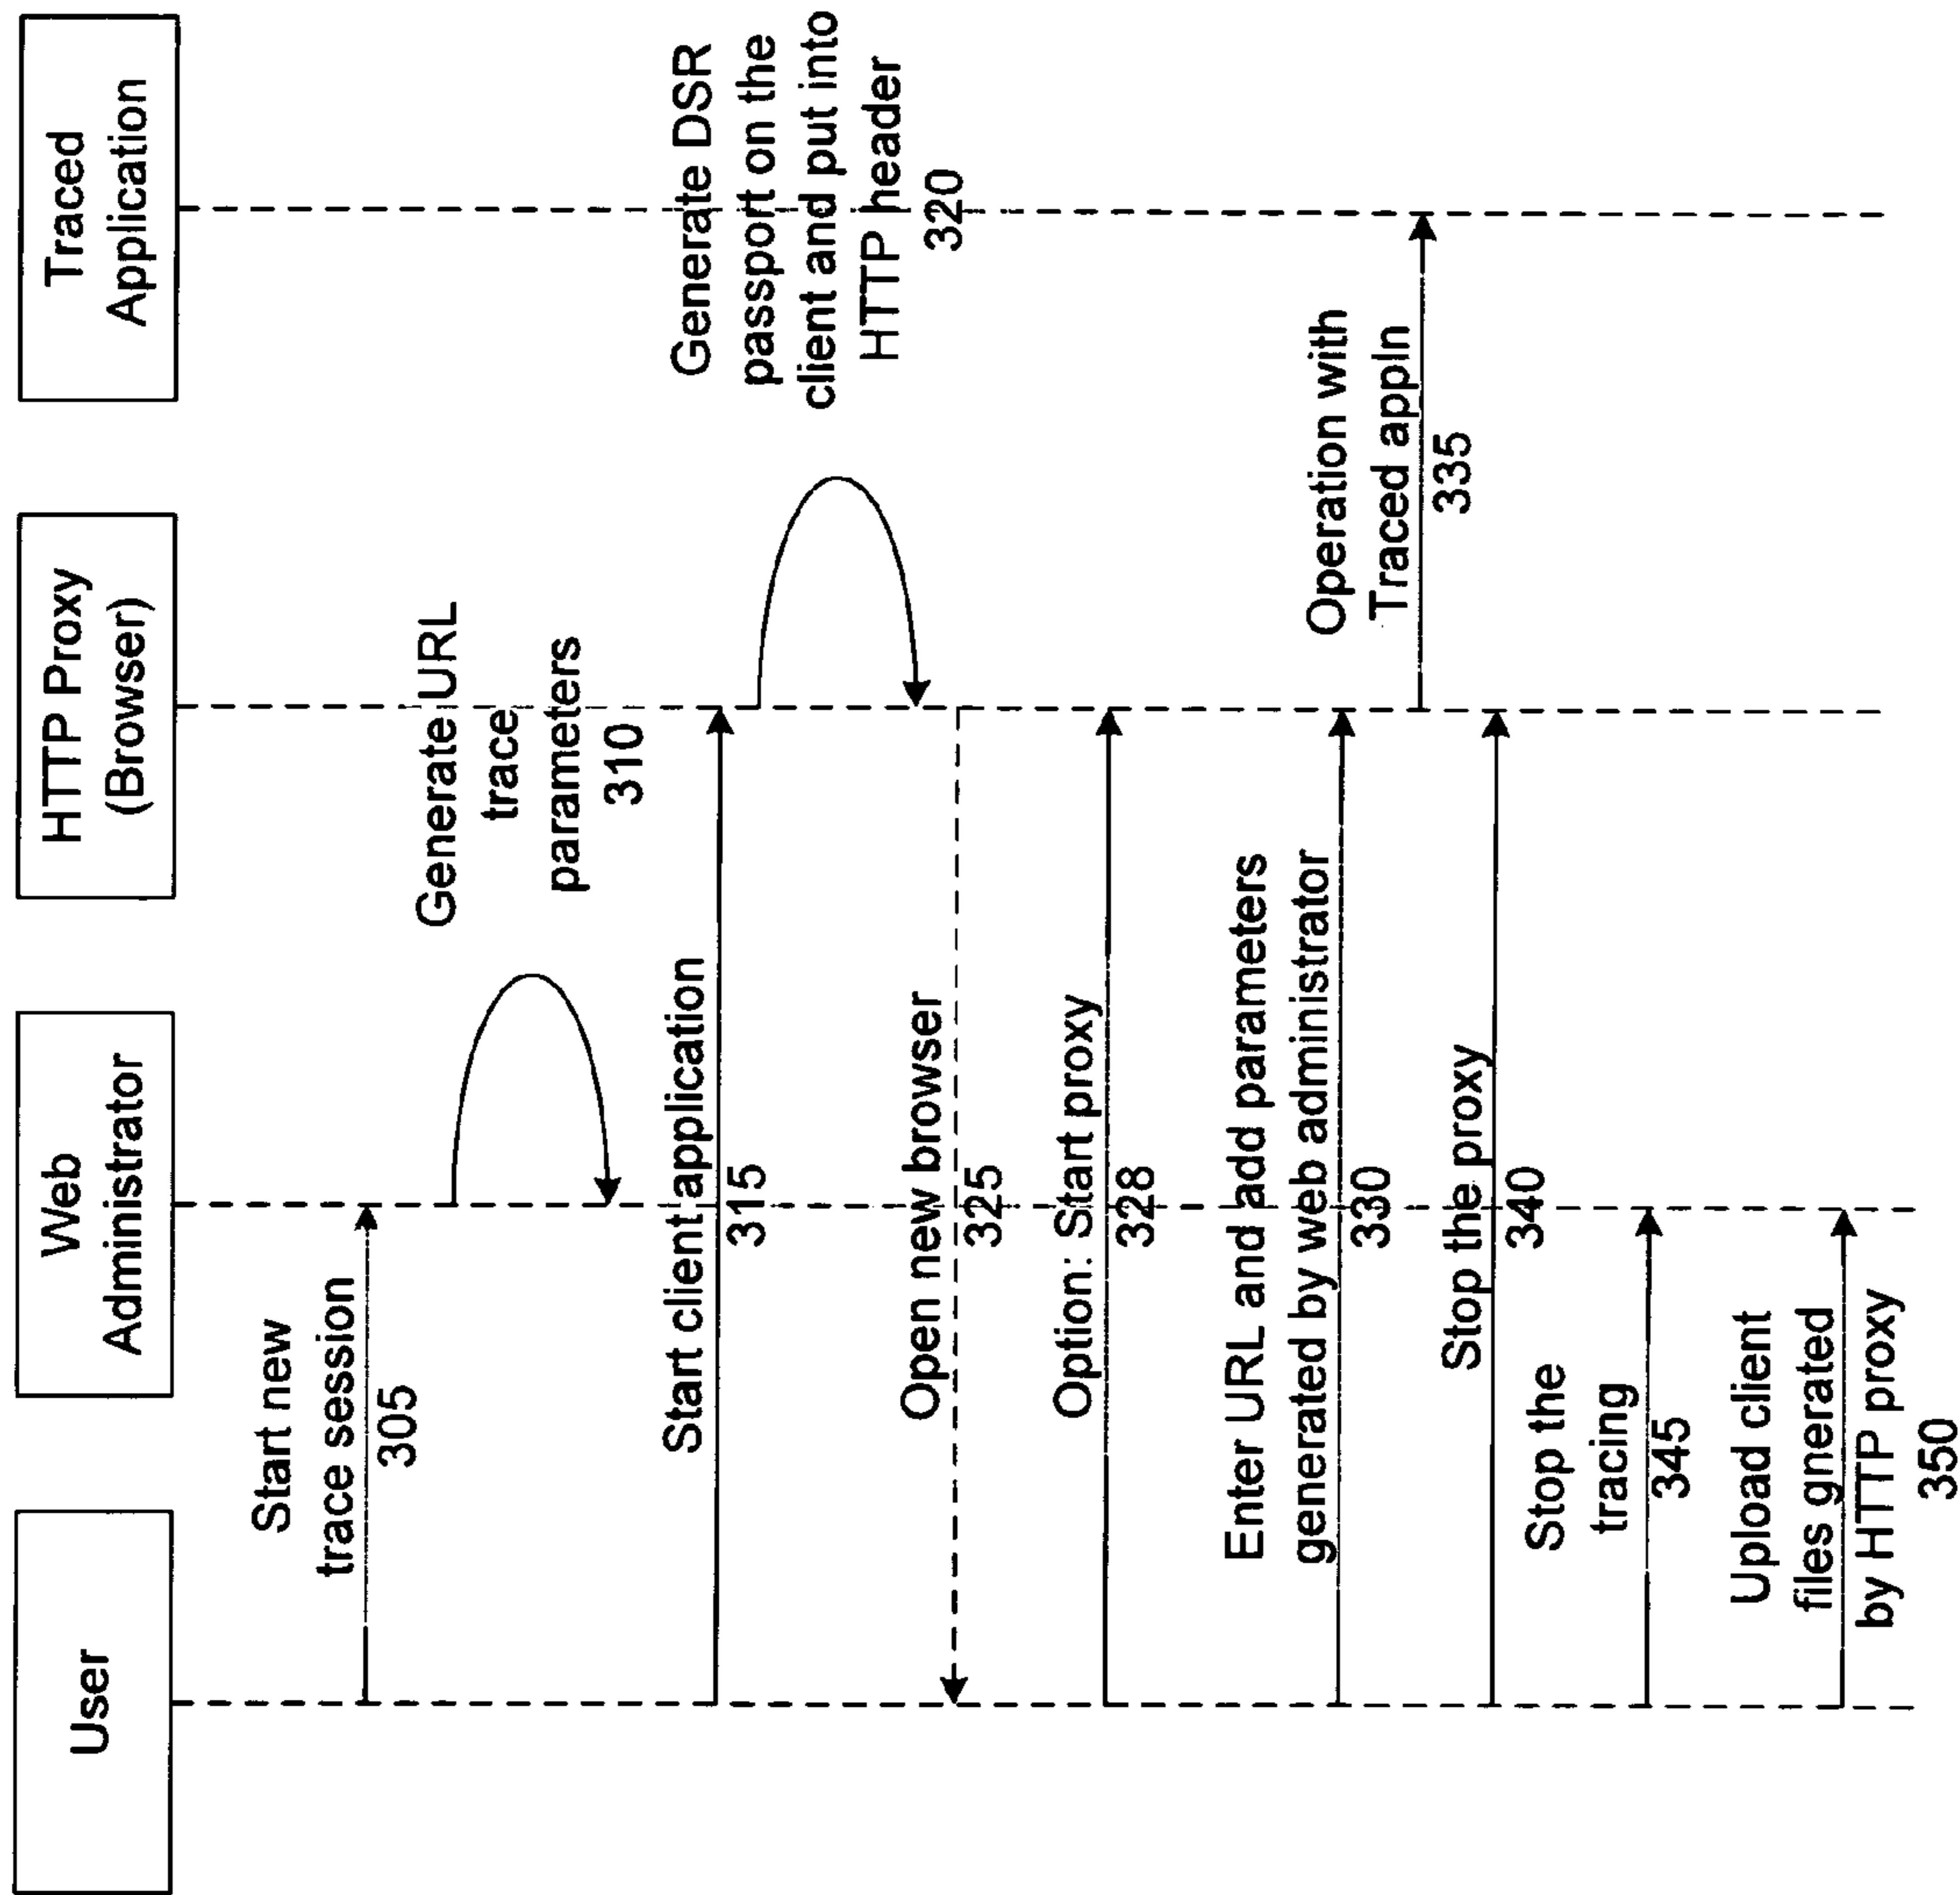 User
Web
Administrator
HTTP Proxy
(Browser)
Traced
Application
Start new
trace session
305
Generate URL
trace
parameters
310
Start client application
315
Generate DSR
passport on the
client and put into
HTTP header
320
Open new browser
325
Option: Start proxy
328
Enter URL and add parameters
generated by web administrator
330
Operation with
Traced appln
335
Stop the proxy
340
Stop the
tracing
345
Upload client
files gnerated
by HTTP proxy
350